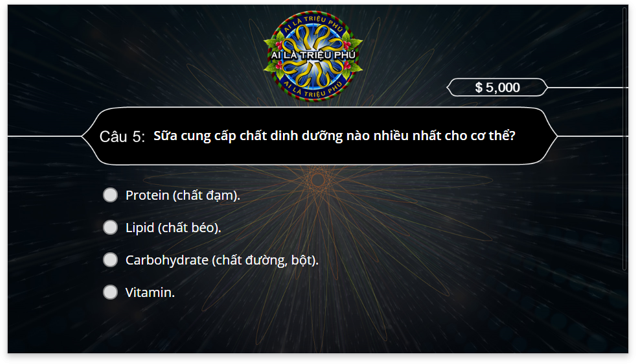 AI LÀ TRIỆU PHÚ
AI LÀ TRIỆU PHÚ
AI LÀ TRIỆU PHÚ
$ 5,000
Câu 5: Sữa cung cấp chất dinh dưỡng nào nhiều nhất cho cơ thể?
Protein (chất đạm).
Lipid (chất béo).
Carbohydrate (chất đường, bột).
Vitamin.